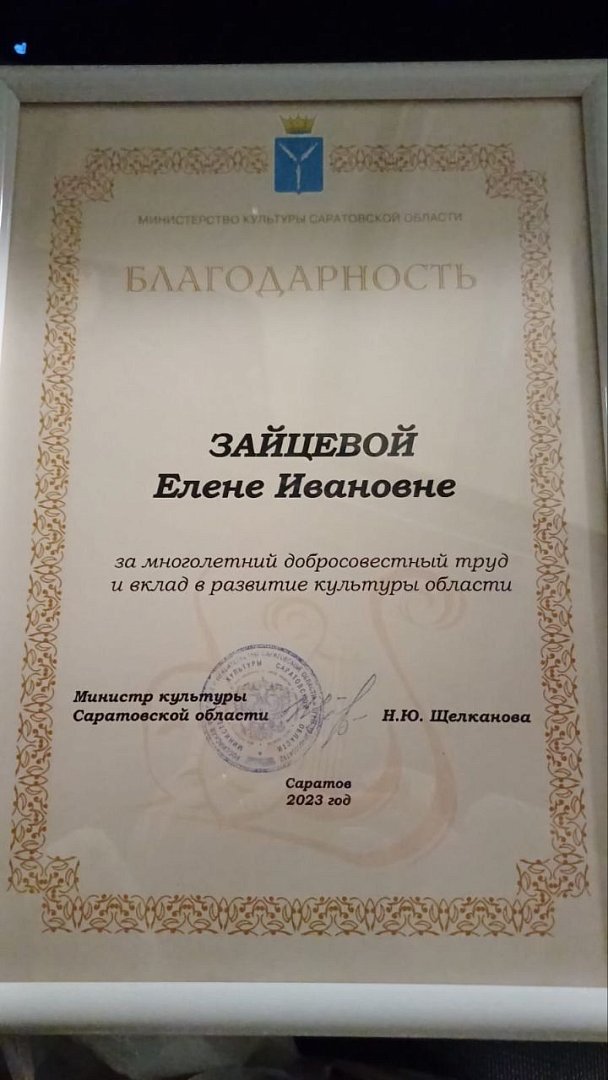 МИНИСТЕРСТВО КУЛЬТУРЫ САРАТОВСКОЙ ОБЛАСТИ
БЛАГОДАРНОСТЬ
ЗАЙЦЕВОЙ
Елене Ивановне
за многолетний добросовестный труд
и вклад в развитие культуры области
Министр культуры
Саратовской области
Н.Ю. Щелканова
Саратов
2023 год